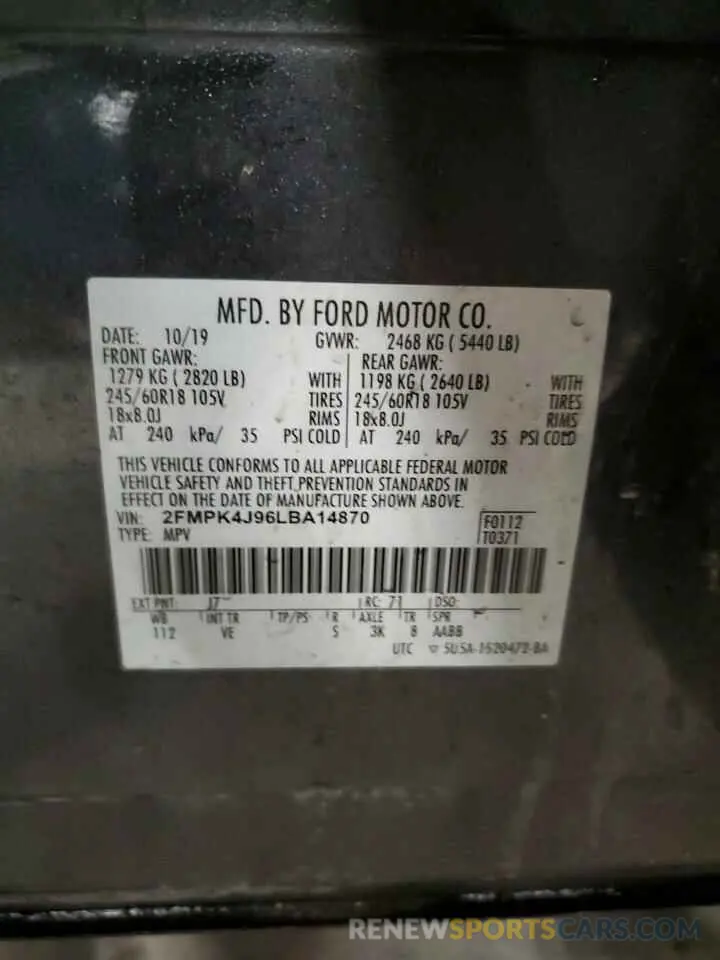 MFD. BY FORD MOTOR CO.
DATE: 10/19 GVWR: 2468 KG ( 5440 LB)
FRONT GAWR: REAR GAWR:
1279 KG ( 2820 LB) WITH 1198 KG ( 2640 LB) WITH
245/60R18 105V TIRES 245/60R18 105V TIRES
18x8.0J RIMS 18x8.0J RIMS
AT 240 kPa/ 35 PSI COLD AT 240 kPa/ 35 PSI COLD
THIS VEHICLE CONFORMS TO ALL APPLICABLE FEDERAL MOTOR
VEHICLE SAFETY AND THEFT PREVENTION STANDARDS IN
EFFECT ON THE DATE OF MANUFACTURE SHOWN ABOVE.
VIN: 2FMPK4J96LBA14870 F0112
TYPE: MPV T0371
EXT PNT: J7 RC: 71 DSO:
WB INT TR TP/PS R AXLE TR SPR
112 VE S 3K 8 AABB
UTC
RENEWSPORTSCARS.COM